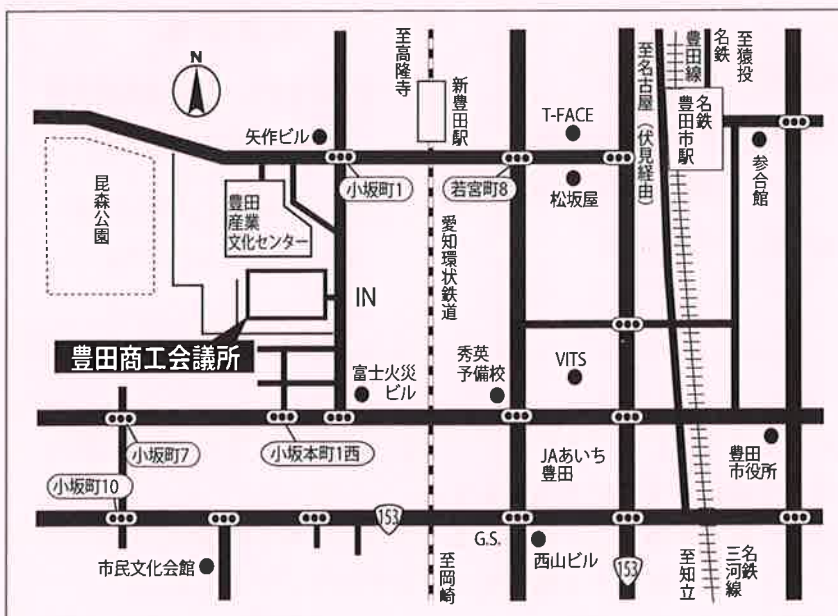 N
至高隆寺
新豊田駅
至名古屋（伏見経由）
名鉄
豊田線
名鉄
至猿投
矢作ビル
T-FACE
名鉄
豊田市駅
小坂町1
若宮町8
松坂屋
参合館
毘森公園
豊田
産業
文化センター
愛知環状鉄道
IN
豊田商工会議所
富士火災
ビル
秀英
予備校
VITS
小坂町7
小坂本町1西
JAあいち
豊田
豊田
市役所
小坂町10
153
市民文化会館
至岡崎
G.S.
西山ビル
153
至知立
名鉄
三河線